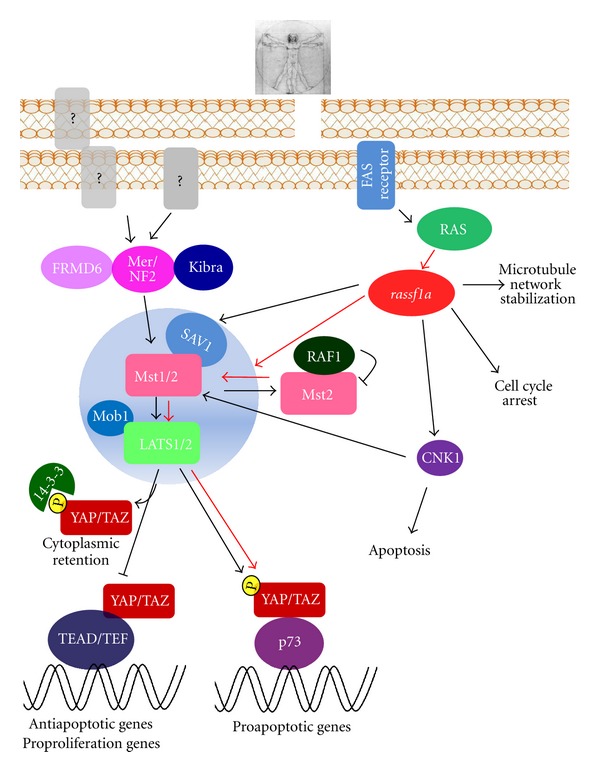 ?
?
?
FAS
receptor
RAS
FRMD6
Mer/
NF2
Kibra
rassf1a
Microtubule
network
stabilization
SAV1
RAF1
Mst1/2
Mst2
Cell cycle
arrest
Mob1
LATS1/2
CNK1
14-3-3
P
YAP/TAZ
Cytoplasmic
retention
Apoptosis
P
YAP/TAZ
YAP/TAZ
TEAD/TEF
p73
Antiapoptotic genes
Proproliferation genes
Proapoptotic genes